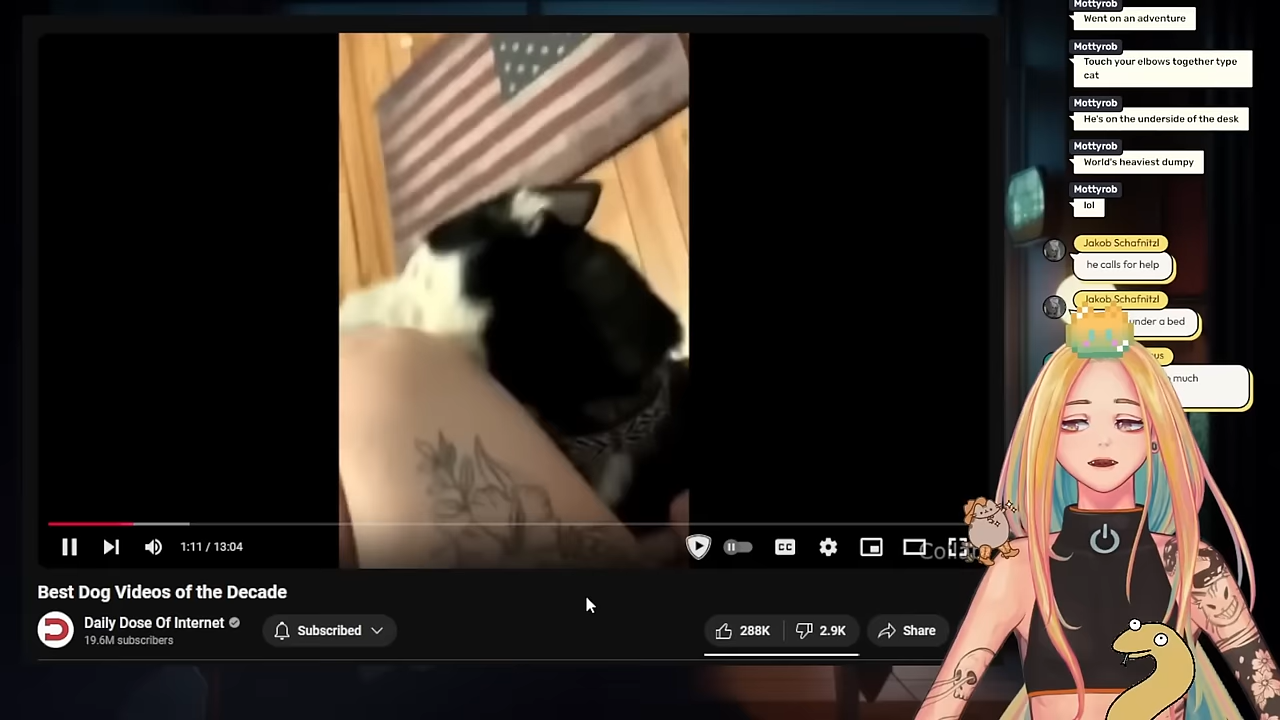 Mottyrob
Went on an adventure
Mottyrob
Touch your elbows together type
cat
Mottyrob
He's on the underside of the desk
Mottyrob
World's heaviest dumpy
Mottyrob
lol
Jakob Schafnitzl
he calls for help
Jakob Schafnitzl
under a bed
much
1:11 / 13:04
CC
Best Dog Videos of the Decade
Daily Dose Of Internet
19.6M subscribers
Subscribed
288K
2.9K
Share